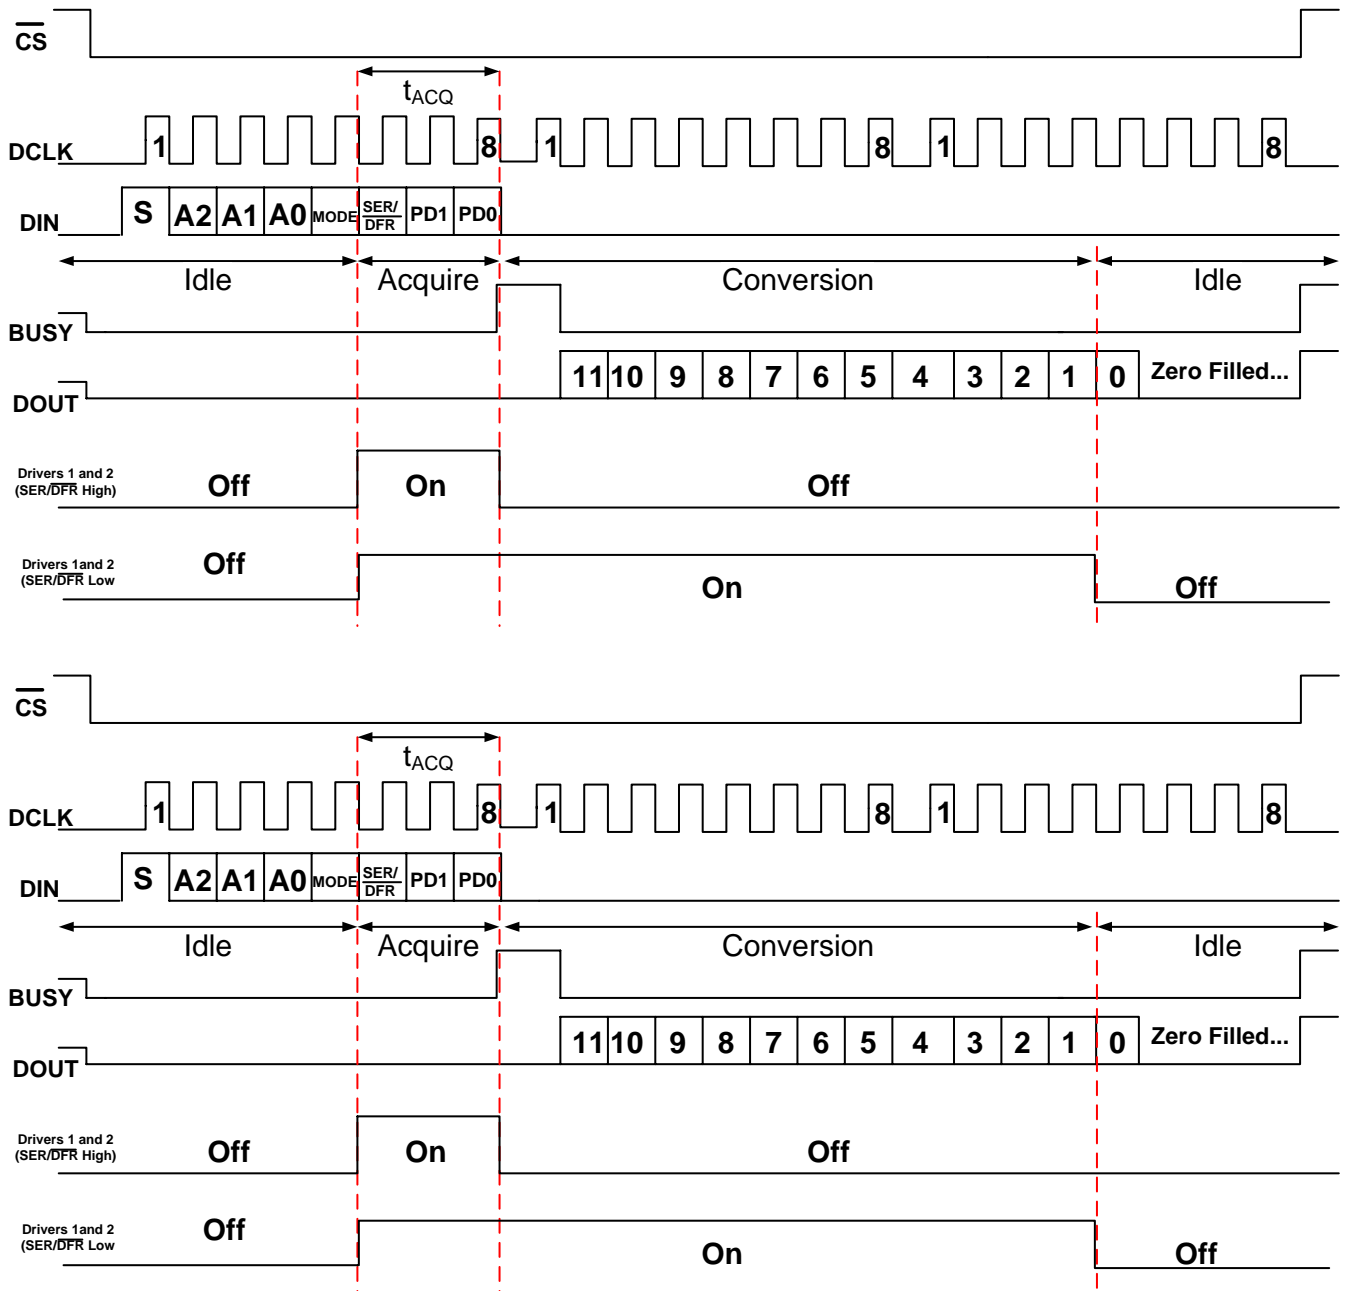 CS
tACQ
DCLK 1 8 1 8 1 8
DIN S A2 A1 A0 MODE SER/DFR PD1 PD0
Idle Acquire Conversion Idle
BUSY
DOUT 11 10 9 8 7 6 5 4 3 2 1 0 Zero Filled...
Drivers 1 and 2
(SER/DFR High) Off On Off
Drivers 1and 2
(SER/DFR Low Off On Off
CS
tACQ
DCLK 1 8 1 8 1 8
DIN S A2 A1 A0 MODE SER/DFR PD1 PD0
Idle Acquire Conversion Idle
BUSY
DOUT 11 10 9 8 7 6 5 4 3 2 1 0 Zero Filled...
Drivers 1 and 2
(SER/DFR High) Off On Off
Drivers 1and 2
(SER/DFR Low Off On Off